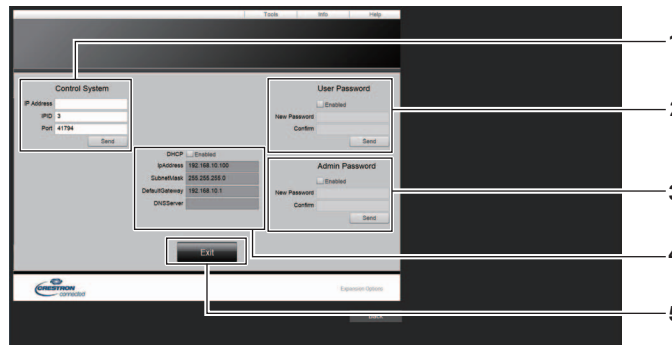 Tools Info Help
Control System
IP Address
IPID 3
Port 41794
Send
User Password
Enabled
New Password
Confirm
Send
DHCP Enabled
IpAddress 192.168.10.100
SubnetMask 255.255.255.0
DefaultGateway 192.168.10.1
DNSServer
Admin Password
Enabled
New Password
Confirm
Send
Exit
CRESTRON
connected
Expansion Options
Back
1
2
3
4
5